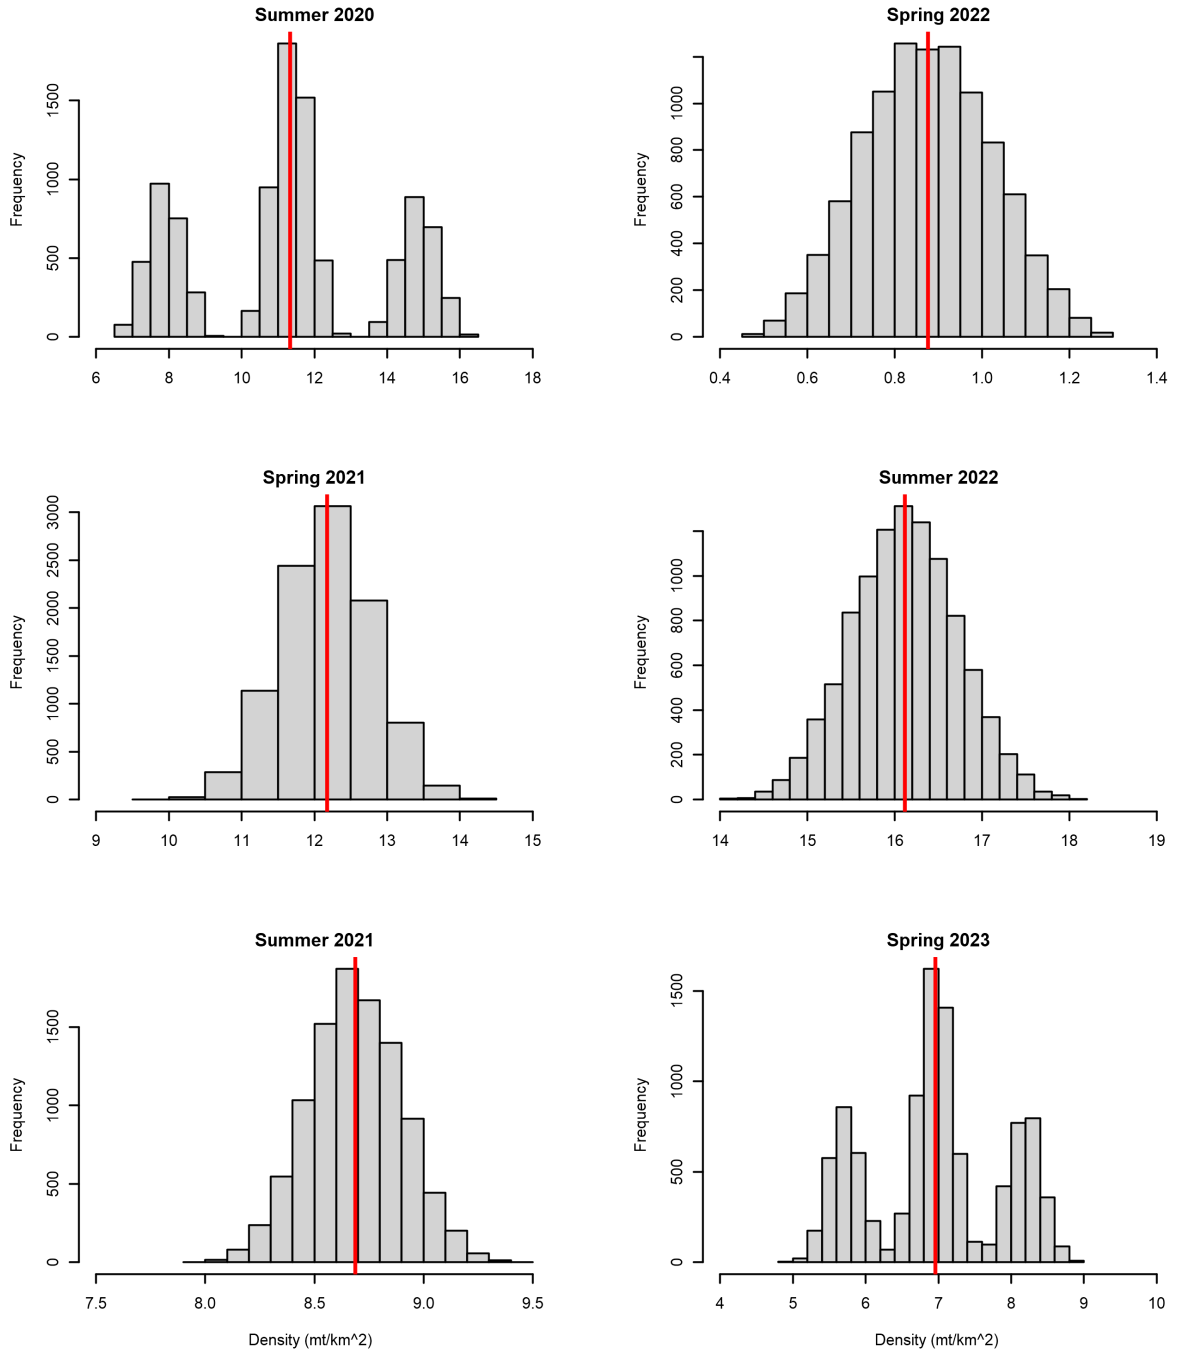 Summer 2020
Frequency
0 500 1000 1500
6 8 10 12 14 16 18
Spring 2022
Frequency
0 200 400 600 800 1000
0.4 0.6 0.8 1.0 1.2 1.4
Spring 2021
Frequency
0 500 1000 1500 2000 2500 3000
9 10 11 12 13 14 15
Summer 2022
Frequency
0 200 400 600 800 1000
14 15 16 17 18 19
Summer 2021
Frequency
0 500 1000 1500
7.5 8.0 8.5 9.0 9.5
Density (mt/km^2)
Spring 2023
Frequency
0 500 1000 1500
4 5 6 7 8 9 10
Density (mt/km^2)